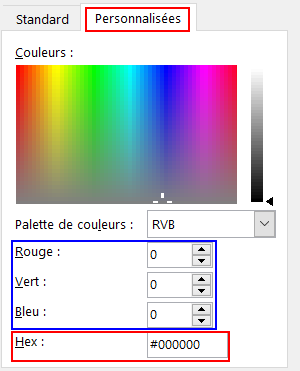 Standard Personnalisées
Couleurs :
Palette de couleurs : RVB
Rouge : 0
Vert : 0
Bleu : 0
Hex : #000000